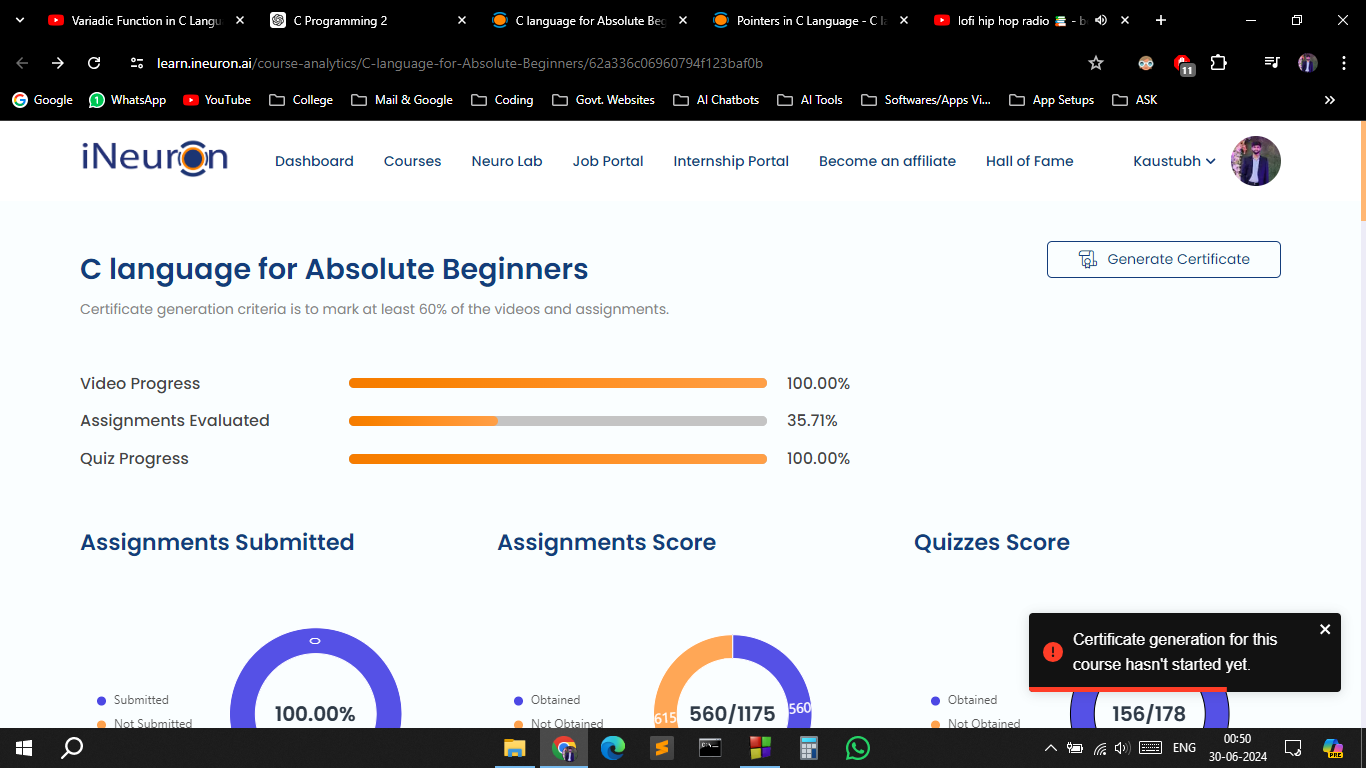 Variadic Function in C Langu
C Programming 2
C language for Absolute Beg
Pointers in C Language - C la
lofi hip hop radio 📚 - be
learn.ineuron.ai/course-analytics/C-language-for-Absolute-Beginners/62a336c06960794f123baf0b
11
Google
WhatsApp
YouTube
College
Mail & Google
Coding
Govt. Websites
AI Chatbots
AI Tools
Softwares/Apps Vi...
App Setups
ASK
iNeuron
Dashboard
Courses
Neuro Lab
Job Portal
Internship Portal
Become an affiliate
Hall of Fame
Kaustubh
C language for Absolute Beginners
Generate Certificate
Certificate generation criteria is to mark at least 60% of the videos and assignments.
Video Progress
100.00%
Assignments Evaluated
35.71%
Quiz Progress
100.00%
Assignments Submitted
Assignments Score
Quizzes Score
0
Submitted
Not Submitted
100.00%
Obtained
Not Obtained
615
560/1175
560
Certificate generation for this
course hasn't started yet.
Obtained
Not Obtained
156/178
ENG
00:50
30-06-2024
PRE